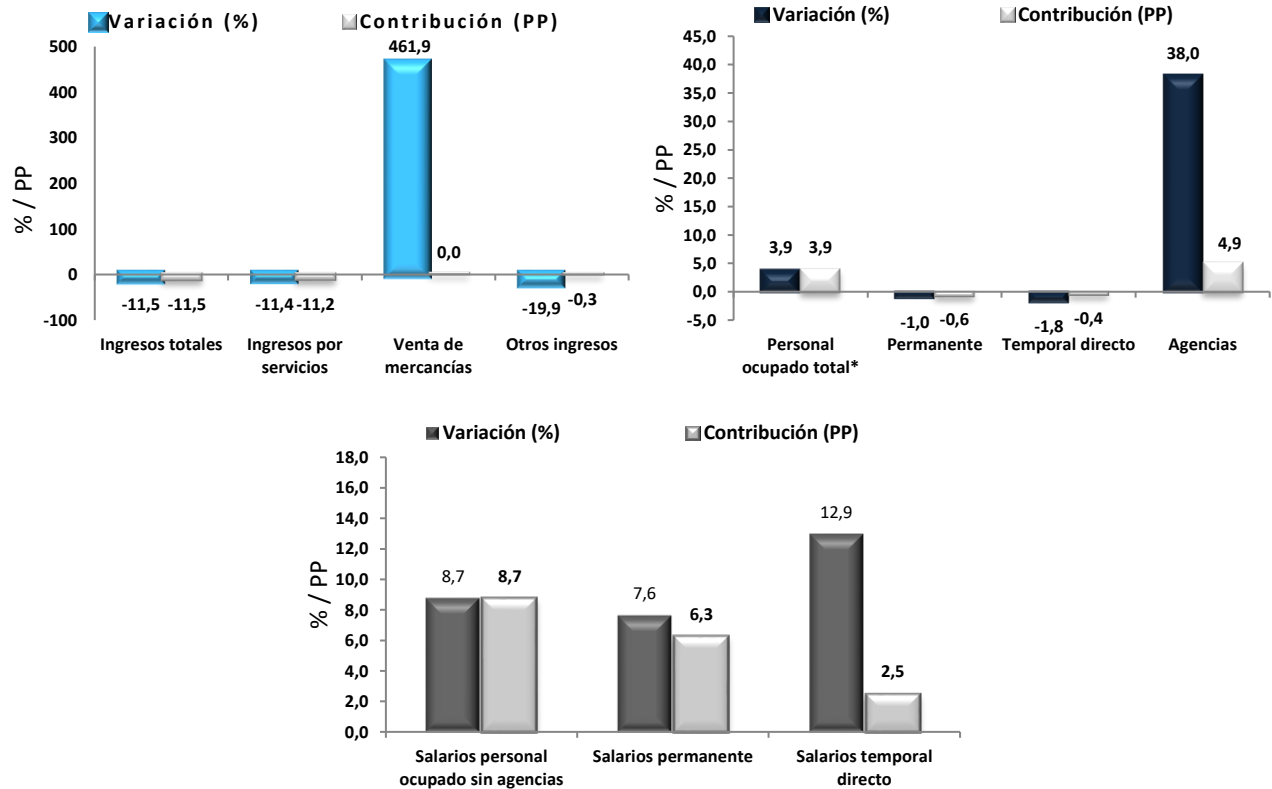 Variación (%) Contribución (PP)
% / PP
500
400
300
200
100
0
-100
461,9
0,0
-11,5 -11,5
-11,4 -11,2
-19,9 -0,3
Ingresos totales
Ingresos por
servicios
Venta de
mercancías
Otros ingresos
Variación (%) Contribución (PP)
% / PP
45,0
40,0
35,0
30,0
25,0
20,0
15,0
10,0
5,0
0,0
-5,0
3,9 3,9
-1,0 -0,6
-1,8 -0,4
38,0
4,9
Personal
ocupado total*
Permanente
Temporal directo
Agencias
Variación (%) Contribución (PP)
% / PP
18,0
16,0
14,0
12,0
10,0
8,0
6,0
4,0
2,0
0,0
8,7 8,7
7,6
6,3
12,9
2,5
Salarios personal
ocupado sin agencias
Salarios permanente
Salarios temporal
directo